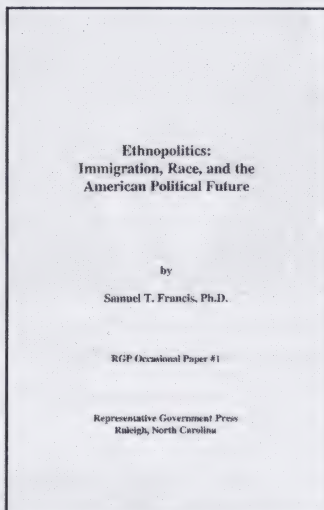 Ethnopolitics:
Immigration, Race, and the
American Political Future
by
Samuel T. Francis, Ph.D.
RGP Occasional Paper #1
Representative Government Press
Raleigh, North Carolina